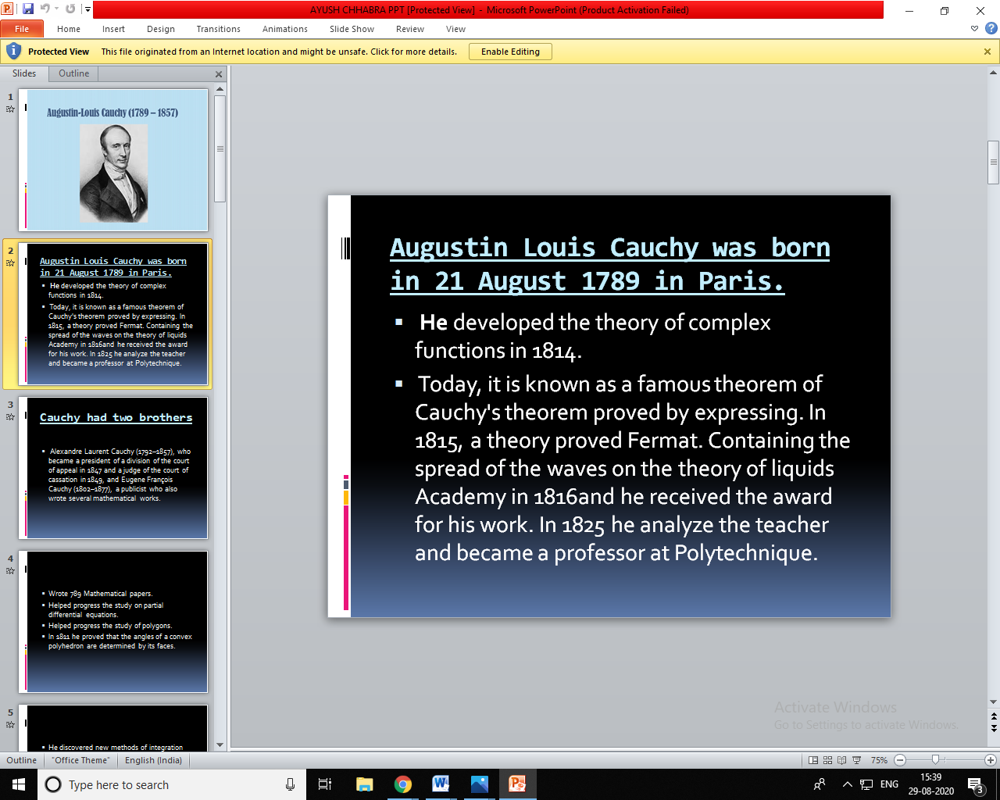 AYUSH CHHABRA PPT [Protected View] - Microsoft PowerPoint (Product Activation Failed)
File Home Insert Design Transitions Animations Slide Show Review View
Protected View This file originated from an Internet location and might be unsafe. Click for more details. Enable Editing
Slides Outline
1
Augustin-Louis Cauchy (1789 – 1857)
2
Augustin Louis Cauchy was born
in 21 August 1789 in Paris.
▪ He developed the theory of complex
functions in 1814.
▪ Today, it is known as a famous theorem of
Cauchy's theorem proved by expressing. In
1815, a theory proved Fermat. Containing the
spread of the waves on the theory of liquids
Academy in 1816and he received the award
for his work. In 1825 he analyze the teacher
and became a professor at Polytechnique.
3
Cauchy had two brothers
▪ Alexandre Laurent Cauchy (1792–1857), who
became a president of a division of the court
of appeal in 1847 and a judge of the court of
cassation in 1849, and Eugene François
Cauchy (1802–1877), a publicist who also
wrote several mathematical works.
4
▪ Wrote 789 Mathematical papers.
▪ Helped progress the study on partial
differential equations.
▪ Helped progress the study of polygons.
▪ In 1811 he proved that the angles of a convex
polyhedron are determined by its faces.
5
▪ He discovered new methods of integration
Augustin Louis Cauchy was born
in 21 August 1789 in Paris.
▪ He developed the theory of complex
functions in 1814.
▪ Today, it is known as a famous theorem of
Cauchy's theorem proved by expressing. In
1815, a theory proved Fermat. Containing the
spread of the waves on the theory of liquids
Academy in 1816and he received the award
for his work. In 1825 he analyze the teacher
and became a professor at Polytechnique.
Activate Windows
Go to Settings to activate Windows.
Outline "Office Theme" English (India) 75%
Type here to search
ENG
15:39
29-08-2020
3